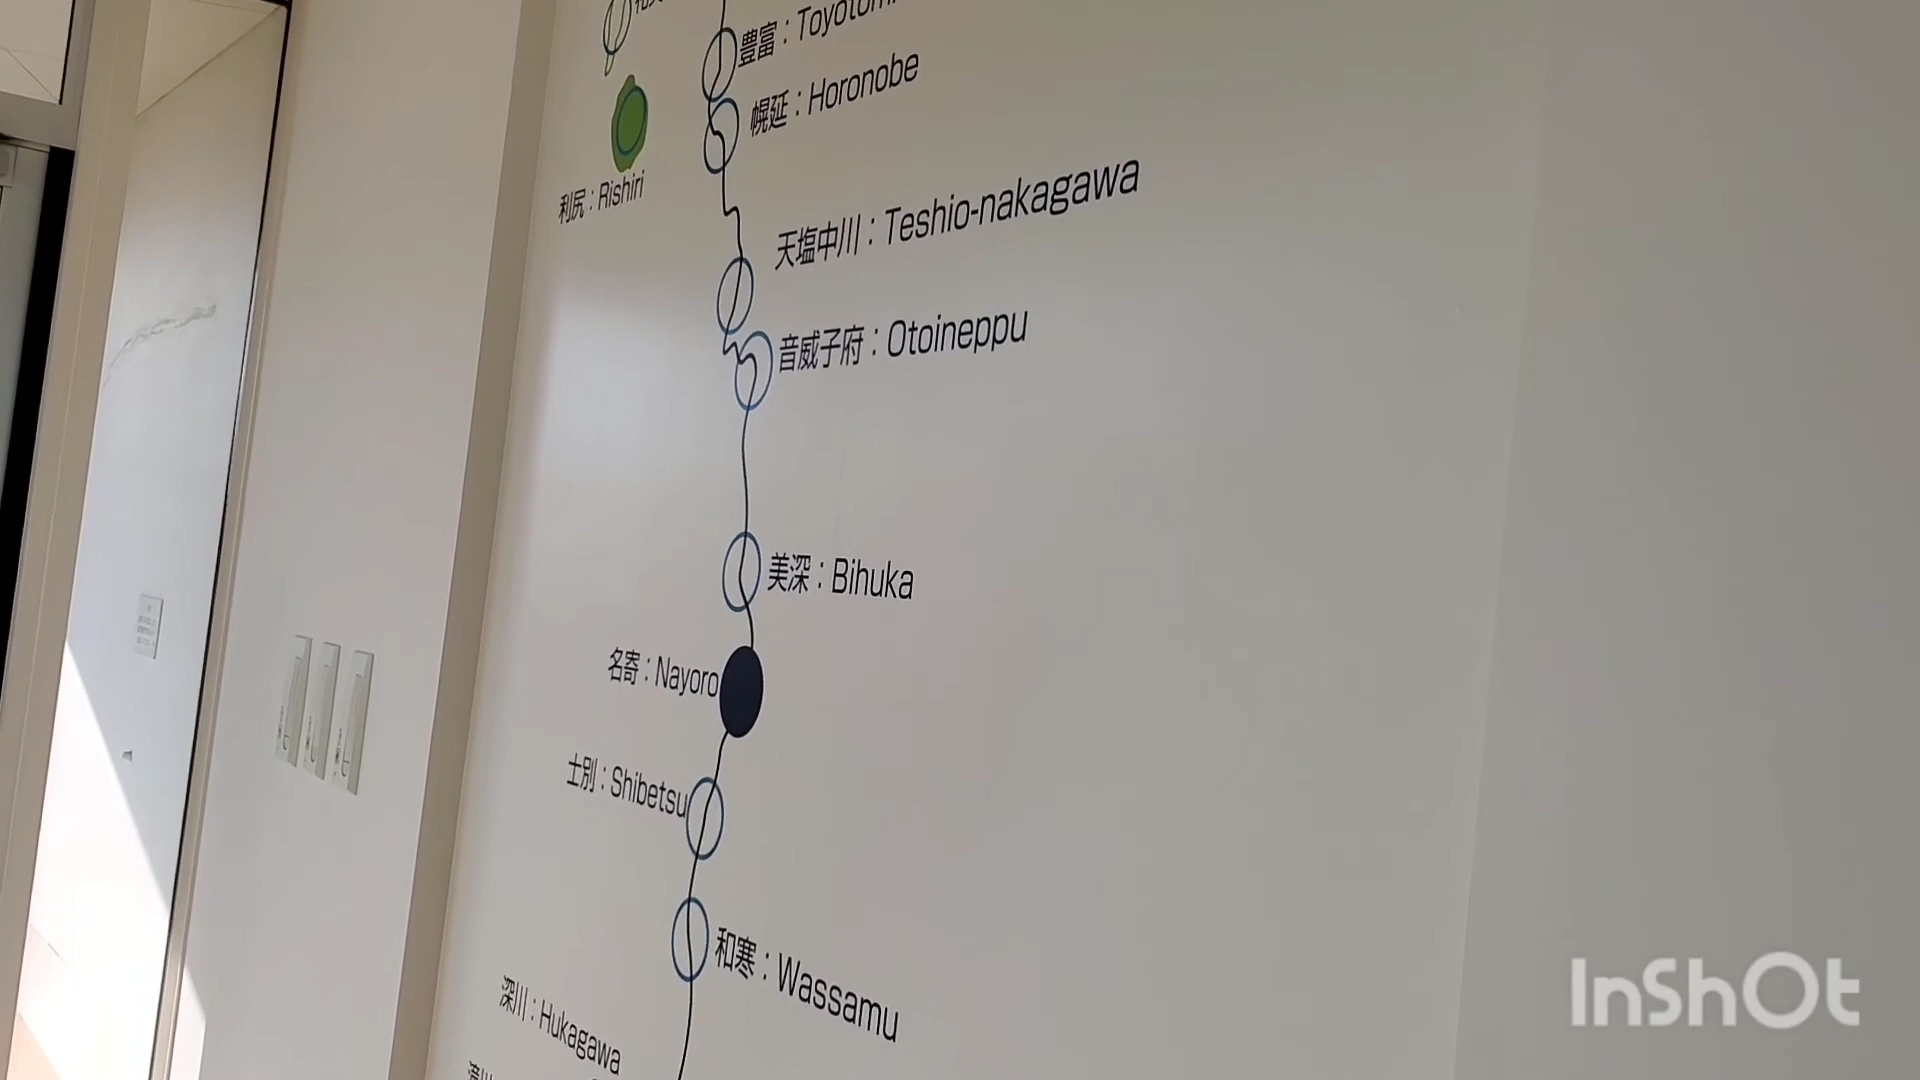 豊富：Toyotomi
幌延：Horonobe
利尻：Rishiri
天塩中川：Teshio-nakagawa
音威子府：Otoineppu
美深：Bihuka
名寄：Nayoro
士別：Shibetsu
和寒：Wassamu
深川：Hukagawa
InShOt